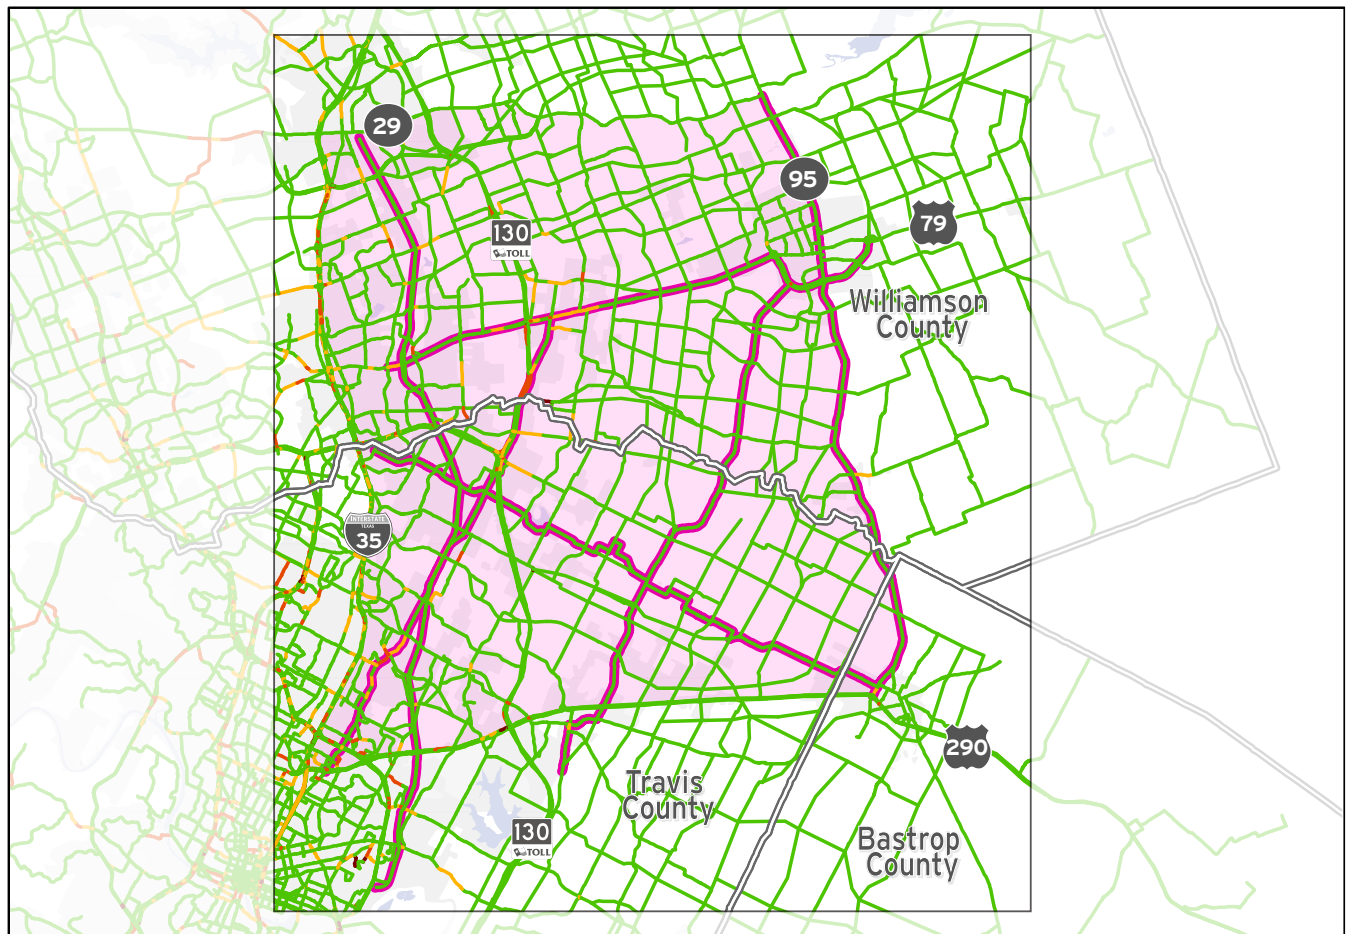 29
95
79
130
TOLL
Williamson
County
INTERSTATE
TEXAS
35
290
Travis
County
130
TOLL
Bastrop
County